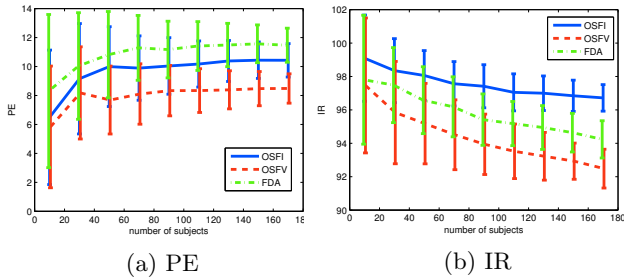 14
12
10
8
6
4
2
0
PE
OSFI
OSFV
FDA
0 20 40 60 80 100 120 140 160 180
number of subjects
(a) PE
102
100
98
96
94
92
90
IR
OSFI
OSFV
FDA
0 20 40 60 80 100 120 140 160 180
number of subjects
(b) IR